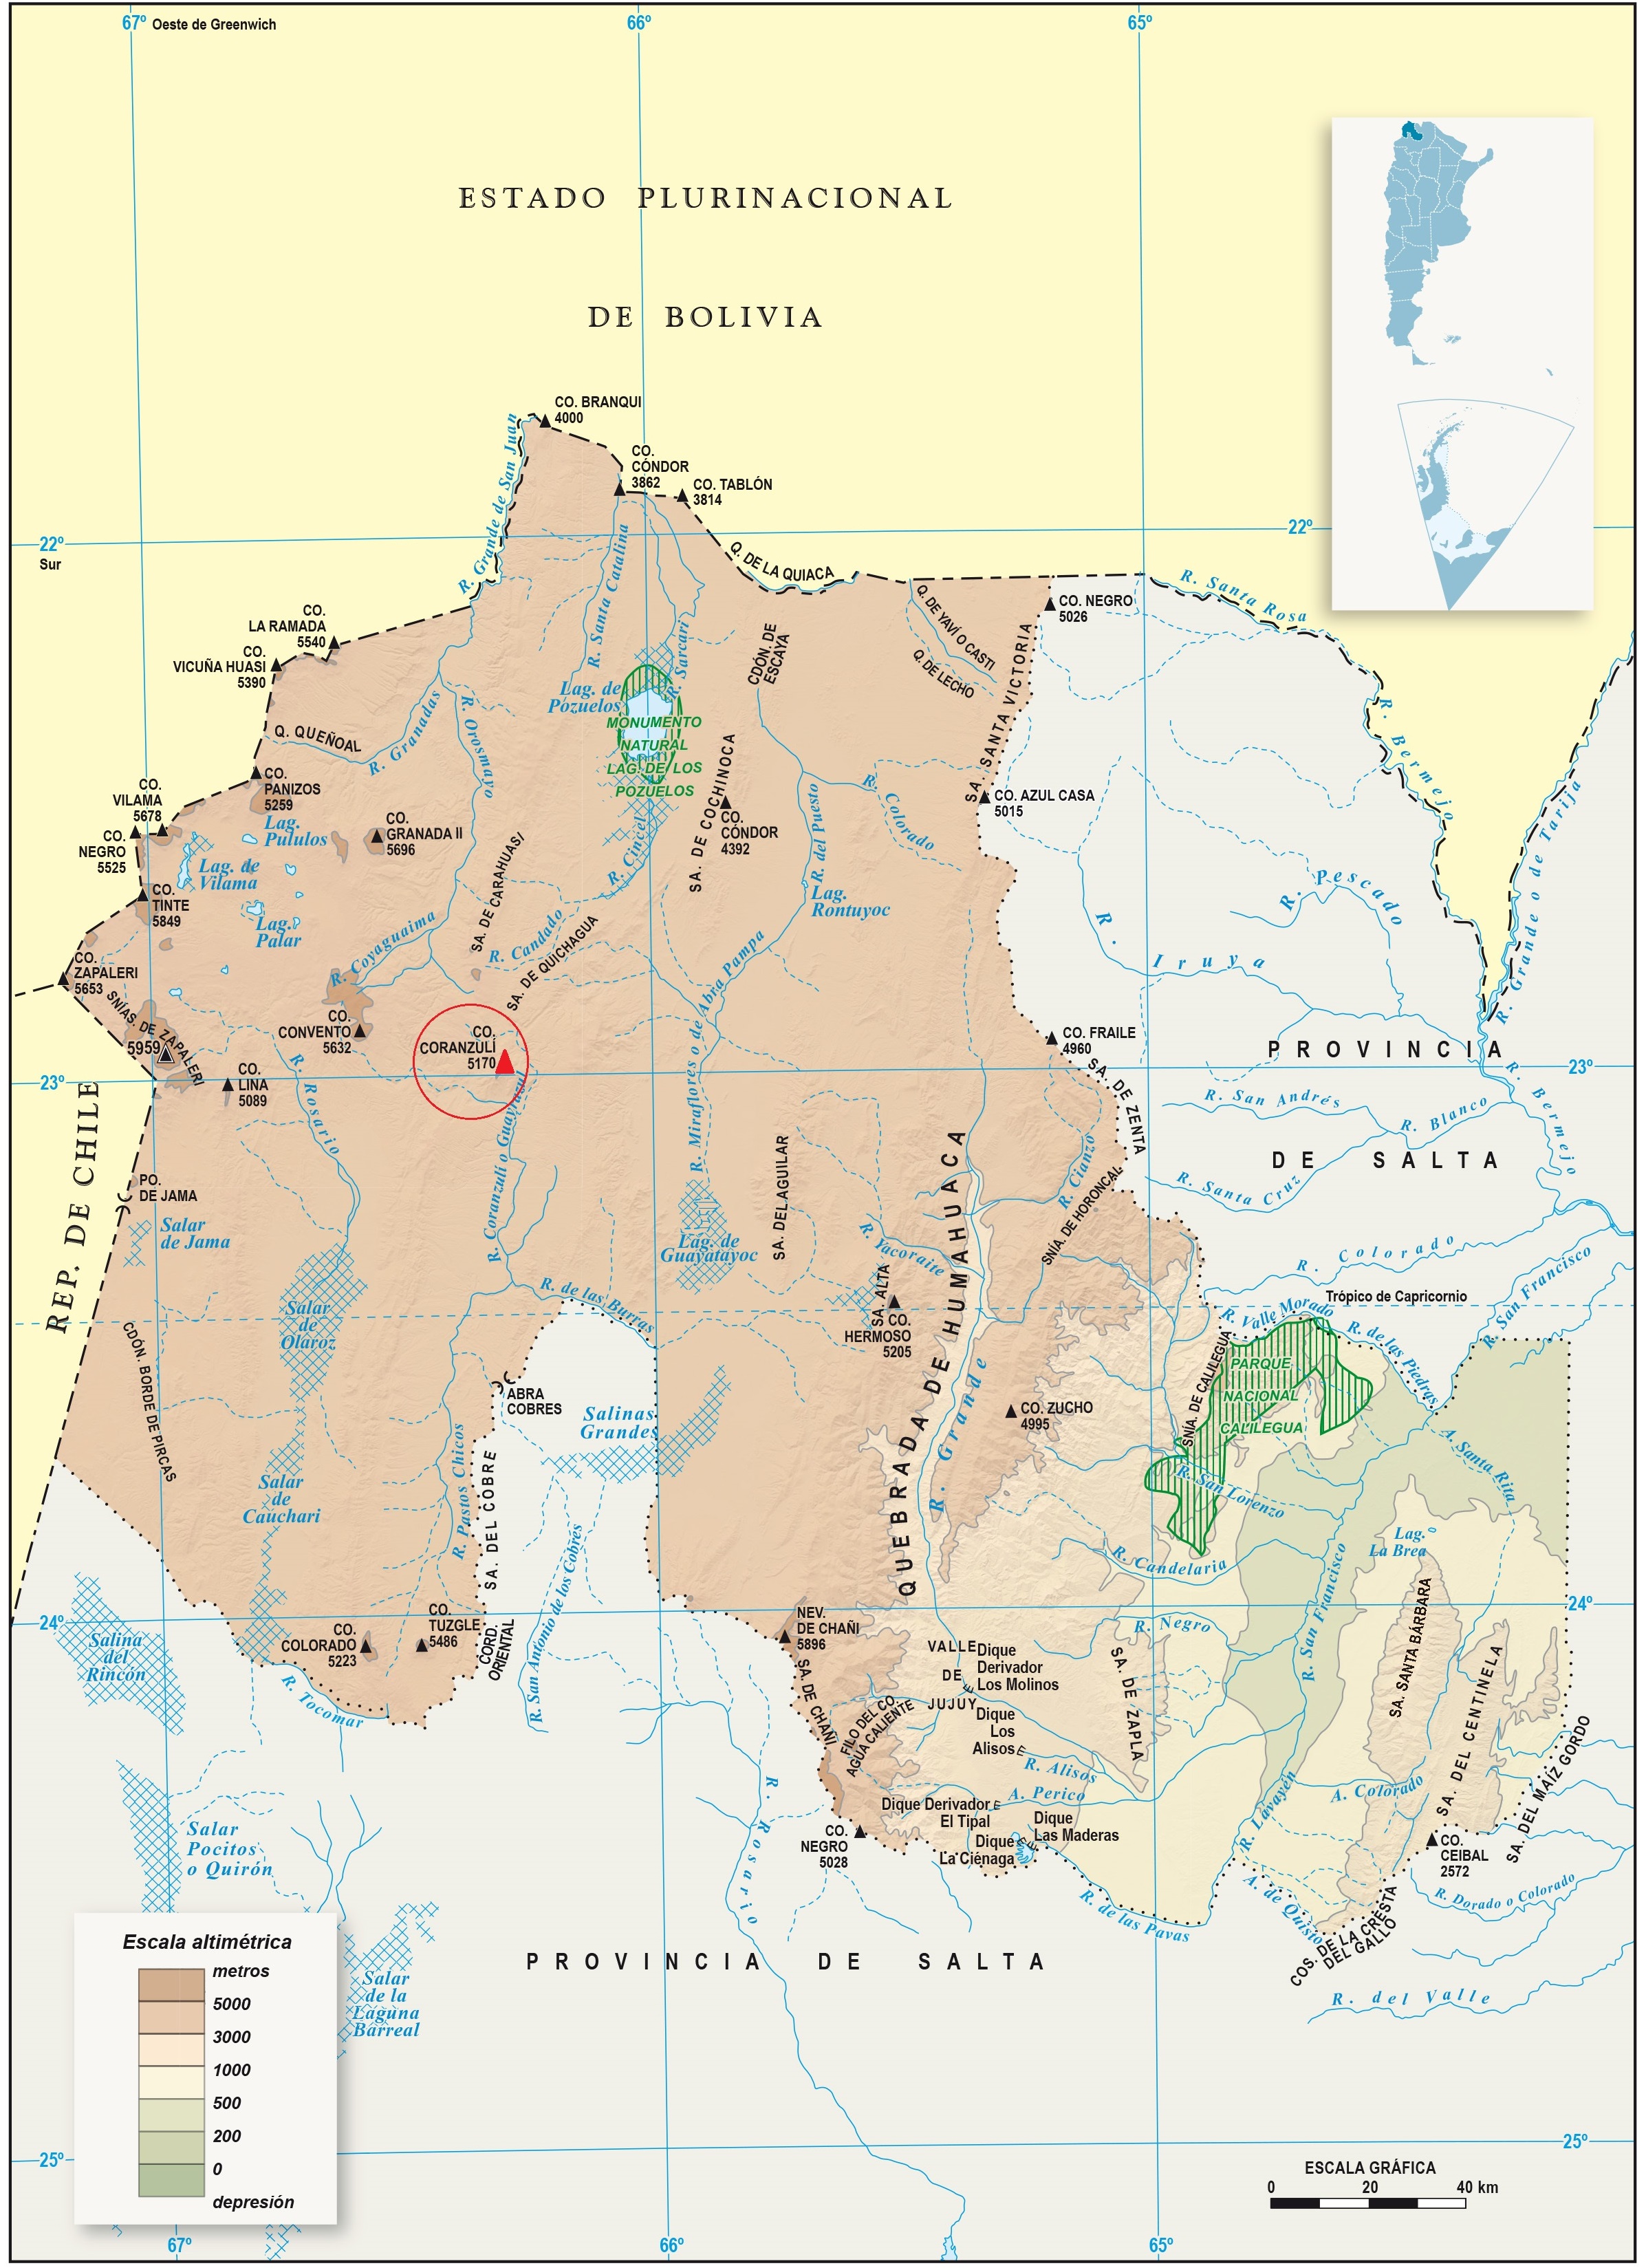 67º
Oeste de Greenwich
66º
65º
ESTADO PLURINACIONAL
DE BOLIVIA
CO. BRANQUI
4000
CO.
CÓNDOR
3862
CO. TABLÓN
3814
R. Grande de San Juan
22º
Sur
22º
Q. DE LA QUIACA
R. Santa Catalina
R. Santa Rosa
CO.
LA RAMADA
5540
CO.
VICUÑA HUASI
5390
CO. NEGRO
5026
Q. DE YAVÍ O CASTI
Q. DE LECHO
CDÓN. DE
ESCAYA
R. Sarcari
SA. SANTA VICTORIA
Lag. de
Pozuelos
MONUMENTO
NATURAL
LAG. DE LOS
POZUELOS
Q. QUEÑOAL
R. Granadas
R. Orosmayo
R. Bermejo
R. Grande o de Tarija
CO.
PANIZOS
5259
CO.
VILAMA
5678
CO.
NEGRO
5525
Lag.
Pululos
CO.
GRANADA II
5696
SA. DE COCHINOCA
CO.
CÓNDOR
4392
R. del Puesto
R. Colorado
CO. AZUL CASA
5015
Lag. de
Vilama
CO.
TINTE
5849
Lag.
Palar
R. Cincel
SA. DE CARAHUASI
Lag.
Rontuyoc
R. Pescado
R. Iruya
R. Coyaguaima
R. Candado
SA. DE QUICHAGUA
R. Miraflores o de Abra Pampa
CO.
ZAPALERI
5653
SNÍAS. DE ZAPALERI
5959
CO.
CONVENTO
5632
CO.
CORANZULÍ
5170
CO. FRAILE
4960
PROVINCIA
DE SALTA
23º
23º
CO.
LINA
5089
R. Rosario
R. Coranzulí o Guayazul
SA. DE ZENTA
R. San Andrés
R. Blanco
R. Bermejo
R. Santa Cruz
REP. DE CHILE
PO.
DE JAMA
Salar
de Jama
SA. DEL AGUILAR
QUEBRADA DE HUMAHUACA
R. Cianzo
SNÍA. DE HORONCAL
Lag. de
Guayatayoc
R. Yacoraite
R. Colorado
R. San Francisco
R. de las Burras
Salar
de
Olaroz
SA. ALTA
CO.
HERMOSO
5205
Trópico de Capricornio
R. Valle Morado
R. de las Piedras
CDÓN. BORDE DE PIRCAS
ABRA
COBRES
Salinas
Grandes
R. Grande
CO. ZUCHO
4995
SNÍA. DE CALILEGUA
PARQUE
NACIONAL
CALILEGUA
A. Santa Rita
R. San Lorenzo
Salar
de
Cauchari
R. Pastos Chicos
SA. DEL COBRE
R. San Antonio de los Cobres
Lag.
La Brea
R. Candelaria
R. San Francisco
24º
24º
Salina
del
Rincón
CO.
COLORADO
5223
CO.
TUZGLE
5486
CORD.
ORIENTAL
NEV.
DE CHAÑI
5896
R. Negro
SA. SANTA BÁRBARA
SA. DEL CENTINELA
VALLE
DE
JUJUY
Dique
Derivador
Los Molinos
Dique
Los
Alisos
SA. DE ZAPLA
R. Tocomar
SA. DE CHAÑI
FILO DEL CO.
AGUA CALIENTE
R. Alisos
A. Perico
A. Colorado
SA. DEL MAÍZ GORDO
R. Rosario
Dique Derivador
El Tipal
Dique
Las Maderas
Dique
La Ciénaga
CO.
NEGRO
5028
R. Lavayén
CO.
CEIBAL
2572
Salar
Pocitos
o Quirón
R. de las Pavas
A. de Quisto
R. Dorado o Colorado
COS. DE LA CRESTA
DEL GALLO
PROVINCIA DE SALTA
R. del Valle
Salar
de la
Laguna
Barreal
Escala altimétrica
metros
5000
3000
1000
500
200
0
depresión
25º
25º
ESCALA GRÁFICA
0 20 40 km
67º
66º
65º